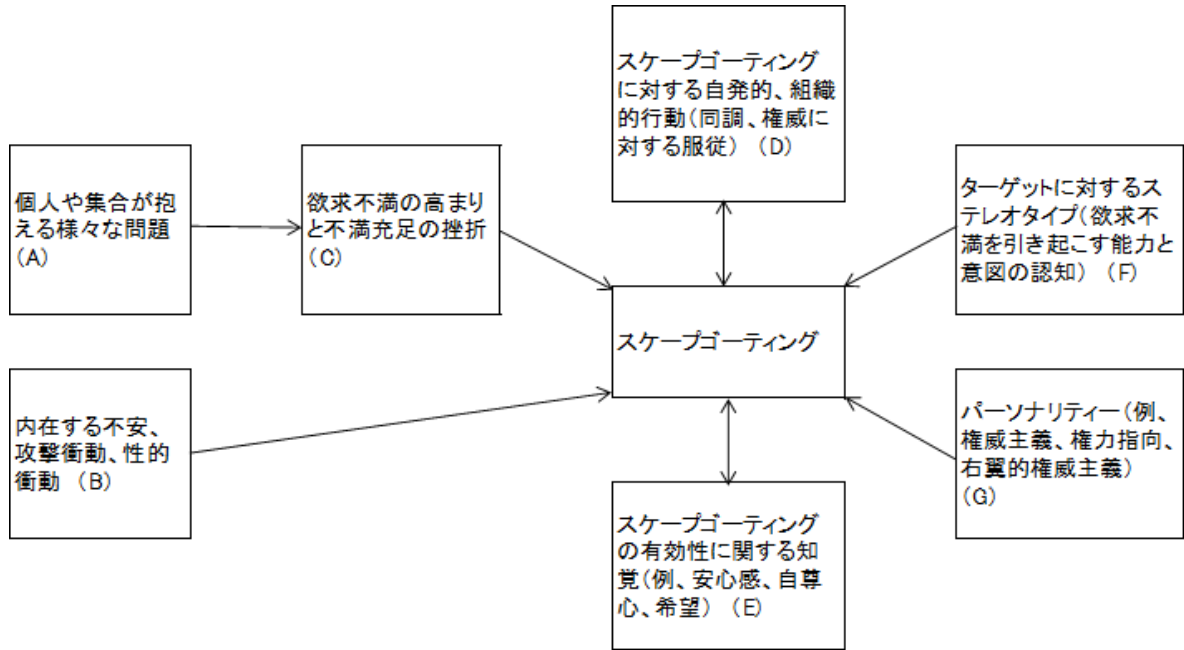 スケープゴーティング
に対する自発的、組織
的行動（同調、権威に
対する服従） （D）
個人や集合が抱
える様々な問題
（A）
欲求不満の高まり
と不満充足の挫折
（C）
ターゲットに対するス
テレオタイプ（欲求不
満を引き起こす能力と
意図の認知） （F）
スケープゴーティング
内在する不安、
攻撃衝動、性的
衝動 （B）
パーソナリティー（例、
権威主義、権力指向、
右翼的権威主義）
（G）
スケープゴーティング
の有効性に関する知
覚（例、安心感、自尊
心、希望） （E）